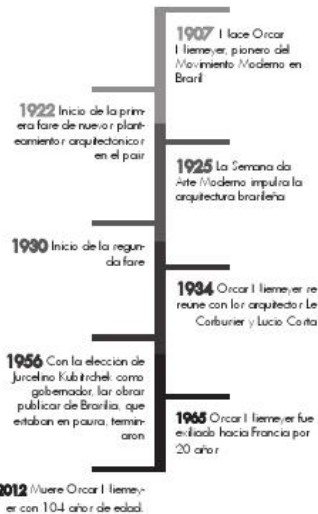 1907 Nace Oscar
Niemeyer, pionero del
Movimiento Moderno en
Brasil
1922 Inicio de la prim-
era fase de nuevos plant-
eamientos arquitectónicos
en el pais
1925 La Semana da
Arte Moderno impulsa la
arquitectura brasileña
1930 Inicio de la segun-
da fase
1934 Oscar Niemeyer se
reune con los arquitectos Le
Corbusier y Lucio Costa
1956 Con la elección de
Juscelino Kubitschek como
gobernador, las obras
publicas de Brasilia, que
estaban en pausa, termin-
aron
1965 Oscar Niemeyer fue
exiliado hacia Francia por
20 años
2012 Muere Oscar Niemey-
er con 104 años de edad.